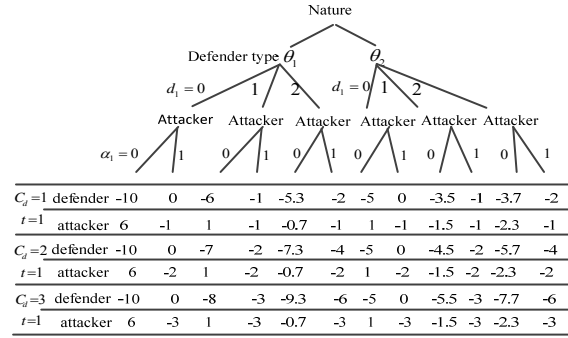 Nature
Defender type θ₁ θ₂
d₁ = 0 1 2 d₁ = 0 1 2
Attacker Attacker Attacker Attacker Attacker Attacker
α₁ = 0 1 0 1 0 1 0 1 0 1 0 1
C_d =1 defender -10 0 -6 -1 -5.3 -2 -5 0 -3.5 -1 -3.7 -2
t=1 attacker 6 -1 1 -1 -0.7 -1 1 -1 -1.5 -1 -2.3 -1
C_d =2 defender -10 0 -7 -2 -7.3 -4 -5 0 -4.5 -2 -5.7 -4
t=1 attacker 6 -2 1 -2 -0.7 -2 1 -2 -1.5 -2 -2.3 -2
C_d =3 defender -10 0 -8 -3 -9.3 -6 -5 0 -5.5 -3 -7.7 -6
t=1 attacker 6 -3 1 -3 -0.7 -3 1 -3 -1.5 -3 -2.3 -3